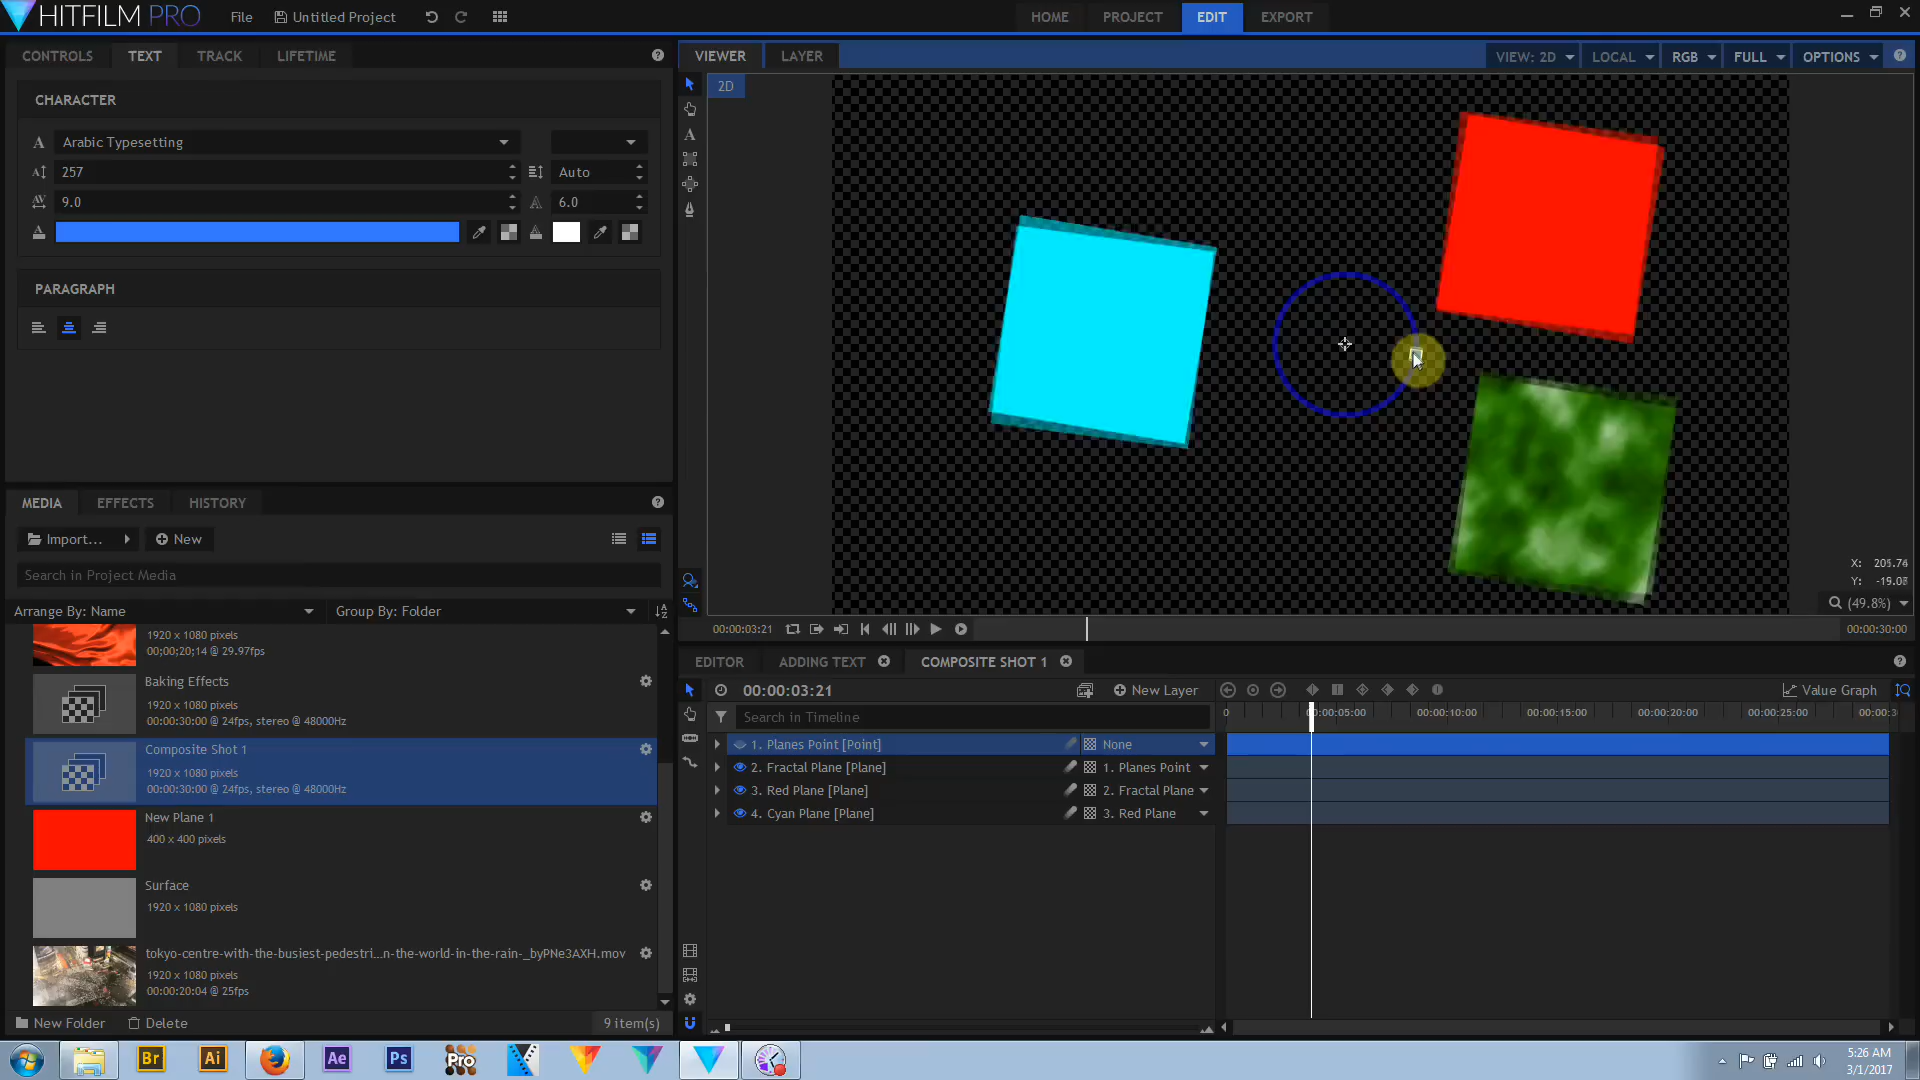 HITFILM PRO
File
Untitled Project
HOME
PROJECT
EDIT
EXPORT
CONTROLS
TEXT
TRACK
LIFETIME
CHARACTER
Arabic Typesetting
257
Auto
9.0
6.0
PARAGRAPH
VIEWER
LAYER
VIEW: 2D
LOCAL
RGB
FULL
OPTIONS
2D
X: 201.74
Y: -19.08
(49.8%)
00:00:03:21
00:00:30:00
MEDIA
EFFECTS
HISTORY
Import...
New
Search in Project Media
Arrange By: Name
Group By: Folder
1920 x 1080 pixels
00;00;20;14 @ 29.97fps
Baking Effects
1920 x 1080 pixels
00:00:30:00 @ 24fps, stereo @ 48000Hz
Composite Shot 1
1920 x 1080 pixels
00:00:30:00 @ 24fps, stereo @ 48000Hz
New Plane 1
400 x 400 pixels
Surface
1920 x 1080 pixels
tokyo-centre-with-the-busiest-pedestri...n-the-world-in-the-rain-_byPNe3AXH.mov
1920 x 1080 pixels
00:00:20:04 @ 25fps
New Folder
Delete
9 item(s)
EDITOR
ADDING TEXT
COMPOSITE SHOT 1
00:00:03:21
New Layer
Value Graph
Search in Timeline
0
00:00:05:00
00:00:10:00
00:00:15:00
00:00:20:00
00:00:25:00
00:00:3
1. Planes Point [Point]
None
2. Fractal Plane [Plane]
1. Planes Point
3. Red Plane [Plane]
2. Fractal Plane
4. Cyan Plane [Plane]
3. Red Plane
Br
Ai
Ae
Ps
Pro
5:26 AM
3/1/2017